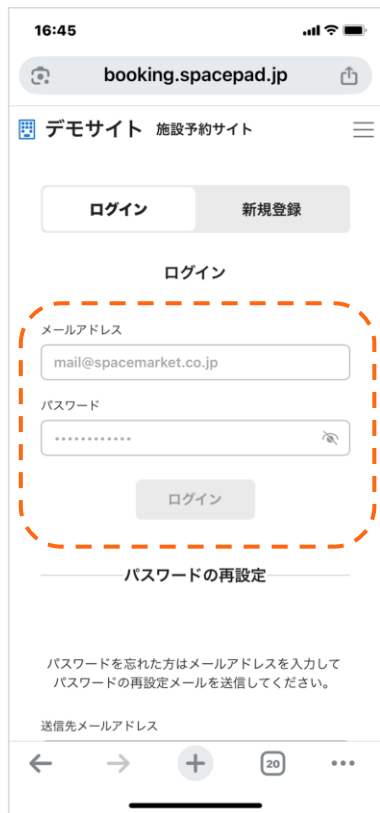 16:45
booking.spacepad.jp
デモサイト 施設予約サイト
ログイン 新規登録
ログイン
メールアドレス
mail@spacemarket.co.jp
パスワード
ログイン
パスワードの再設定
パスワードを忘れた方はメールアドレスを入力して
パスワードの再設定メールを送信してください。
送信先メールアドレス
20